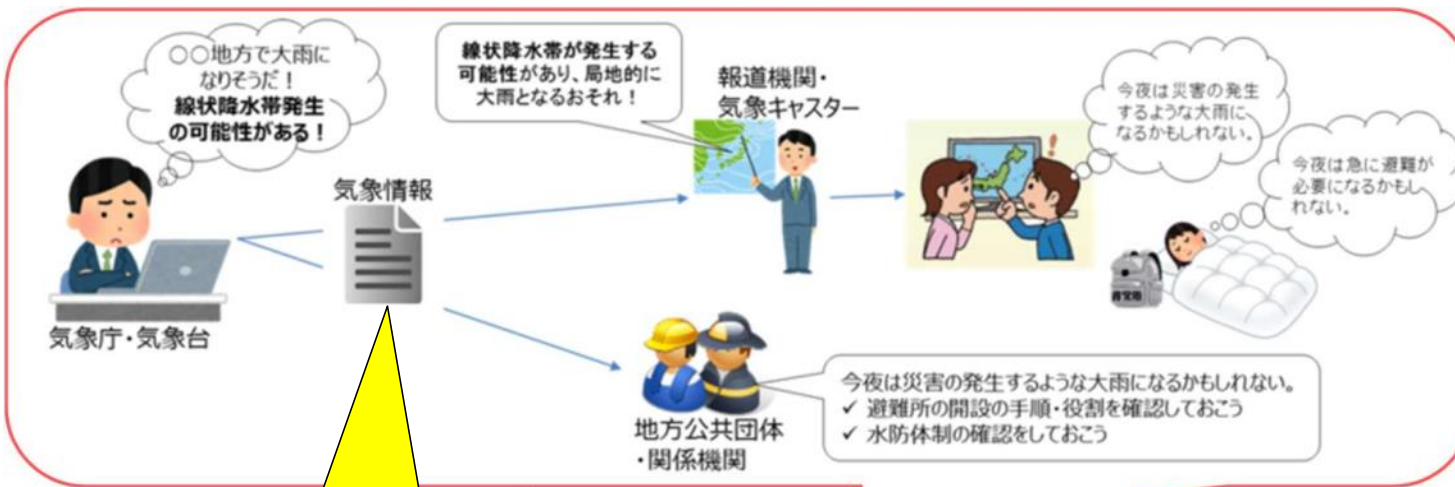 ○○地方で大雨に
なりそうだ！
線状降水帯発生
の可能性がある！
気象庁・気象台
気象情報
線状降水帯が発生する
可能性があり、局地的に
大雨となるおそれ！
報道機関・
気象キャスター
今夜は災害の発生
するような大雨に
なるかもしれない。
今夜は急に避難が
必要になるかもし
れない。
非常用
地方公共団体
・関係機関
今夜は災害の発生するような大雨になるかもしれない。
✓ 避難所の開設の手順・役割を確認しておこう
✓ 水防体制の確認をしておこう